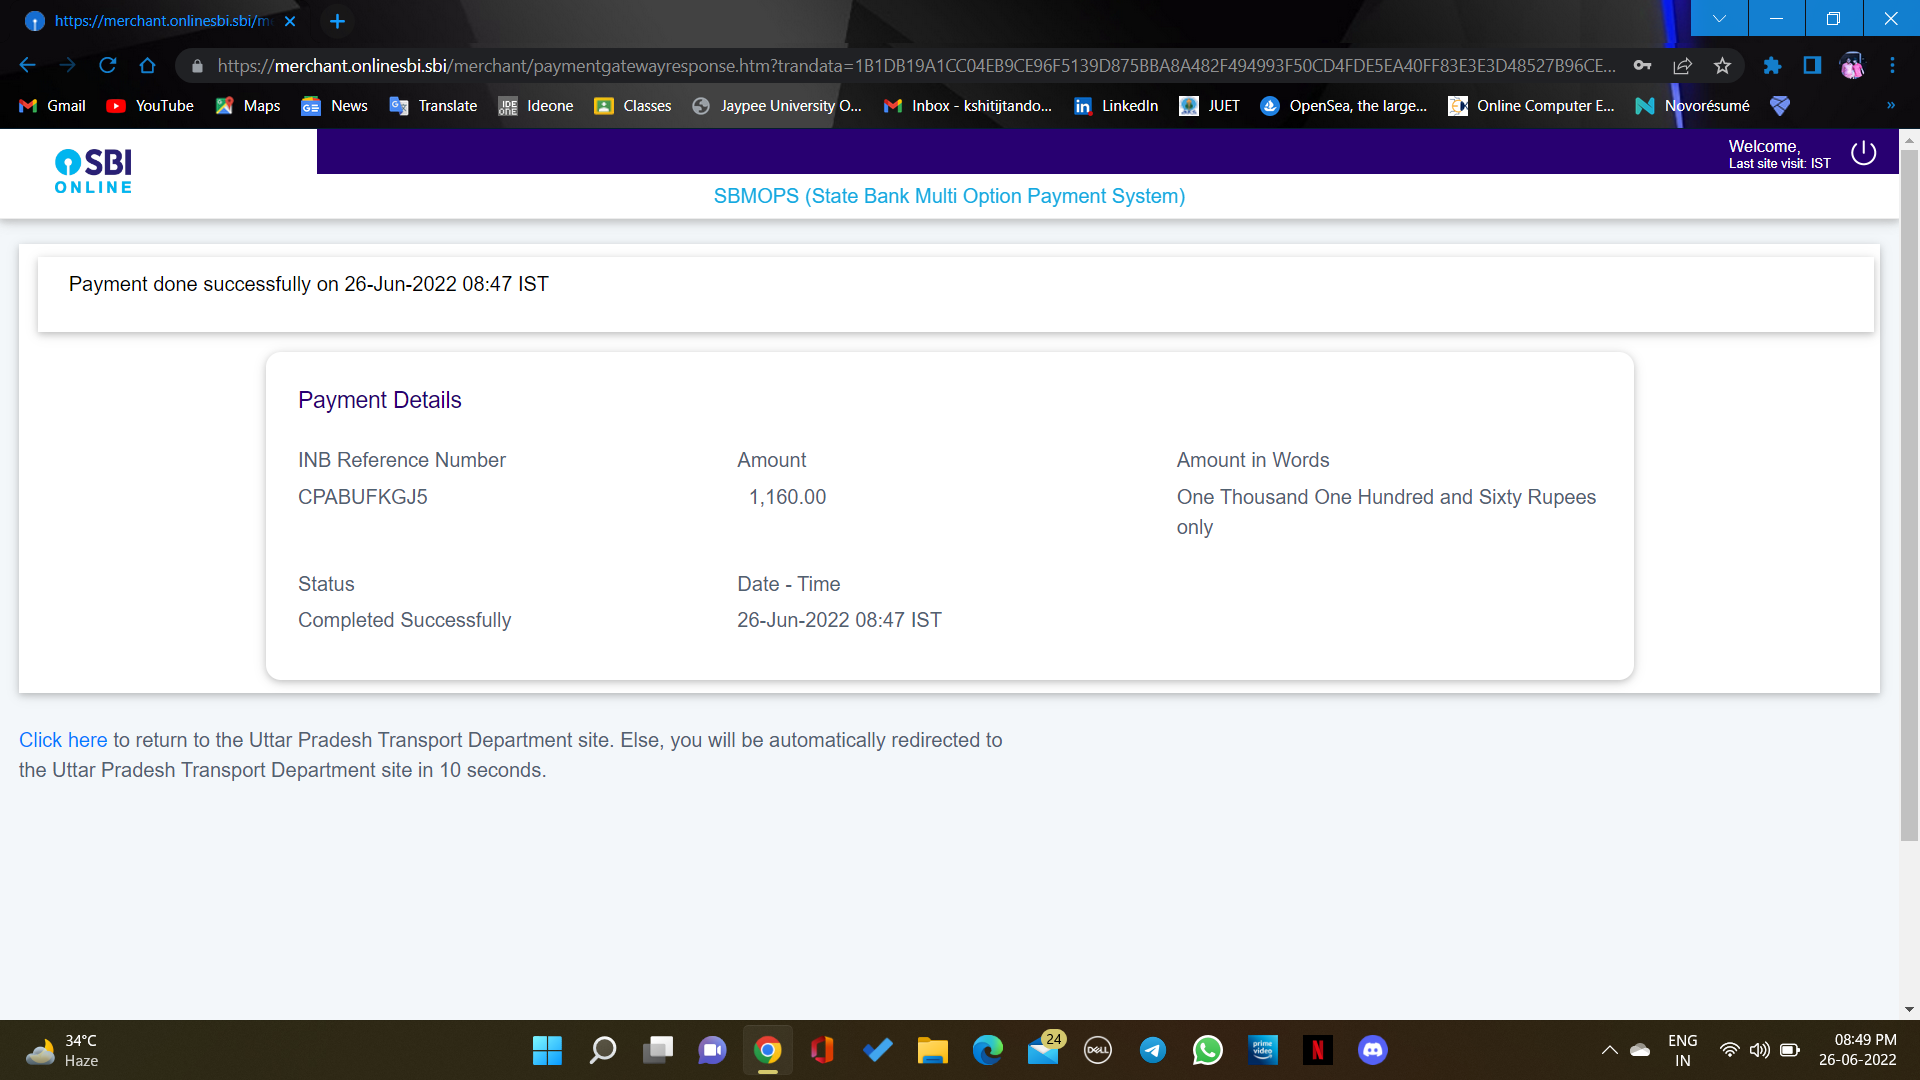 https://merchant.onlinesbi.sbi/m
https://merchant.onlinesbi.sbi/merchant/paymentgatewayresponse.htm?trandata=1B1DB19A1CC04EB9CE96F5139D875BBA8A482F494993F50CD4FDE5EA40FF83E3E3D48527B96CE...
Gmail YouTube Maps News Translate Ideone Classes Jaypee University O... Inbox - kshitijtando... LinkedIn JUET OpenSea, the large... Online Computer E... Novorésumé »
SBI
ONLINE
Welcome,
Last site visit: IST
SBMOPS (State Bank Multi Option Payment System)
Payment done successfully on 26-Jun-2022 08:47 IST
Payment Details
INB Reference Number Amount Amount in Words
CPABUFKGJ5 1,160.00 One Thousand One Hundred and Sixty Rupees
only
Status Date - Time
Completed Successfully 26-Jun-2022 08:47 IST
Click here to return to the Uttar Pradesh Transport Department site. Else, you will be automatically redirected to
the Uttar Pradesh Transport Department site in 10 seconds.
34°C
Haze
24
DELL
prime
video
N
ENG
IN
08:49 PM
26-06-2022